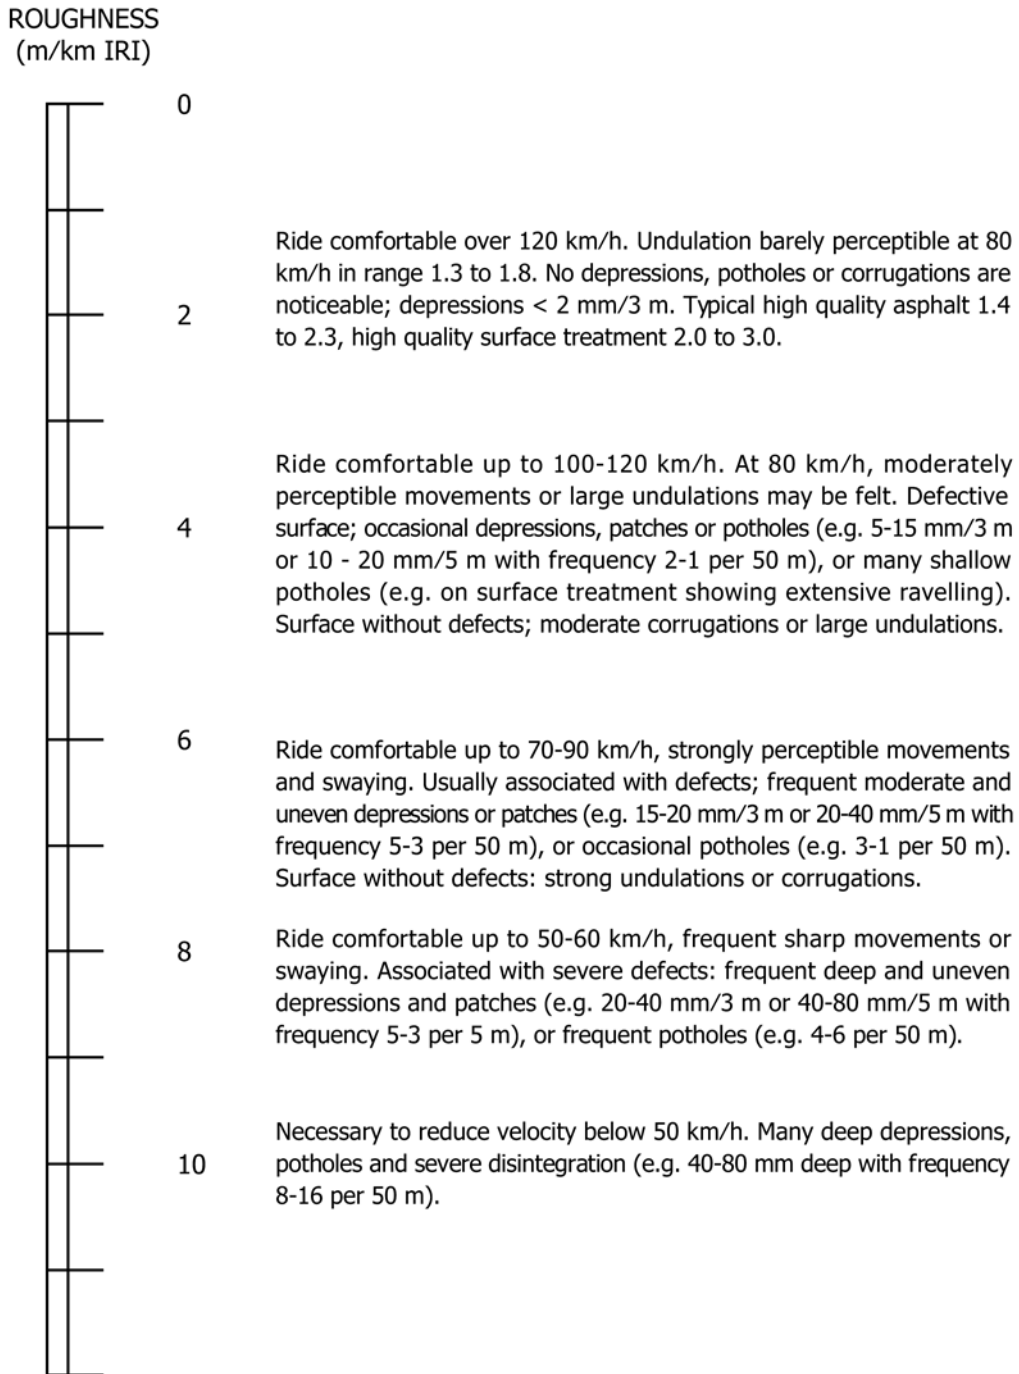 ROUGHNESS
(m/km IRI)
0
Ride comfortable over 120 km/h. Undulation barely perceptible at 80
km/h in range 1.3 to 1.8. No depressions, potholes or corrugations are
noticeable; depressions < 2 mm/3 m. Typical high quality asphalt 1.4
2
to 2.3, high quality surface treatment 2.0 to 3.0.
Ride comfortable up to 100-120 km/h. At 80 km/h, moderately
perceptible movements or large undulations may be felt. Defective
4
surface; occasional depressions, patches or potholes (e.g. 5-15 mm/3 m
or 10 - 20 mm/5 m with frequency 2-1 per 50 m), or many shallow
potholes (e.g. on surface treatment showing extensive ravelling).
Surface without defects; moderate corrugations or large undulations.
6
Ride comfortable up to 70-90 km/h, strongly perceptible movements
and swaying. Usually associated with defects; frequent moderate and
uneven depressions or patches (e.g. 15-20 mm/3 m or 20-40 mm/5 m with
frequency 5-3 per 50 m), or occasional potholes (e.g. 3-1 per 50 m).
Surface without defects: strong undulations or corrugations.
8
Ride comfortable up to 50-60 km/h, frequent sharp movements or
swaying. Associated with severe defects: frequent deep and uneven
depressions and patches (e.g. 20-40 mm/3 m or 40-80 mm/5 m with
frequency 5-3 per 5 m), or frequent potholes (e.g. 4-6 per 50 m).
Necessary to reduce velocity below 50 km/h. Many deep depressions,
10
potholes and severe disintegration (e.g. 40-80 mm deep with frequency
8-16 per 50 m).